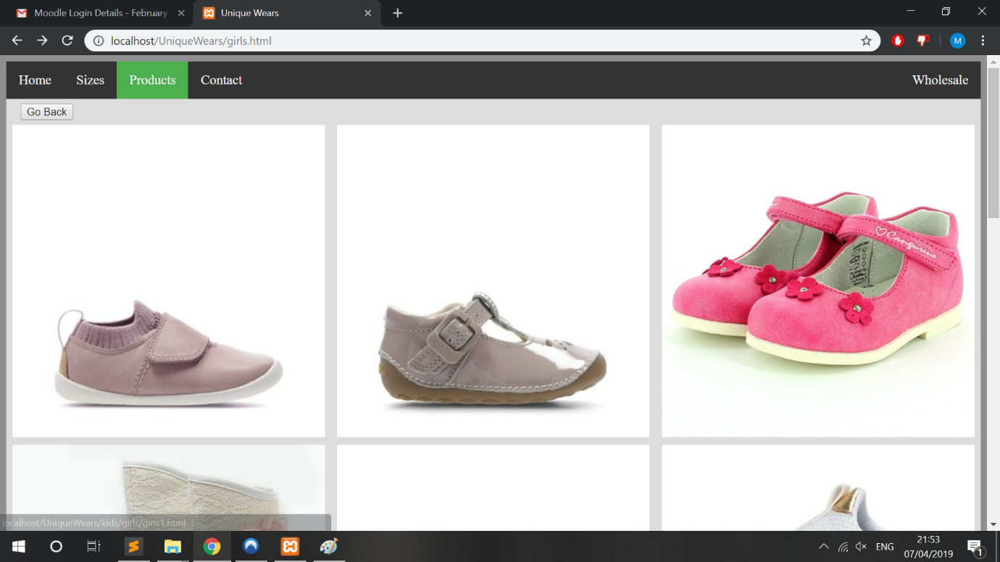 Moodle Login Details - February
Unique Wears
localhost/UniqueWears/girls.html
M
Home Sizes Products Contact Wholesale
Go Back
Cangurino
localhost/UniqueWears/kids/girls/girls1.html
ENG
21:53
07/04/2019
1